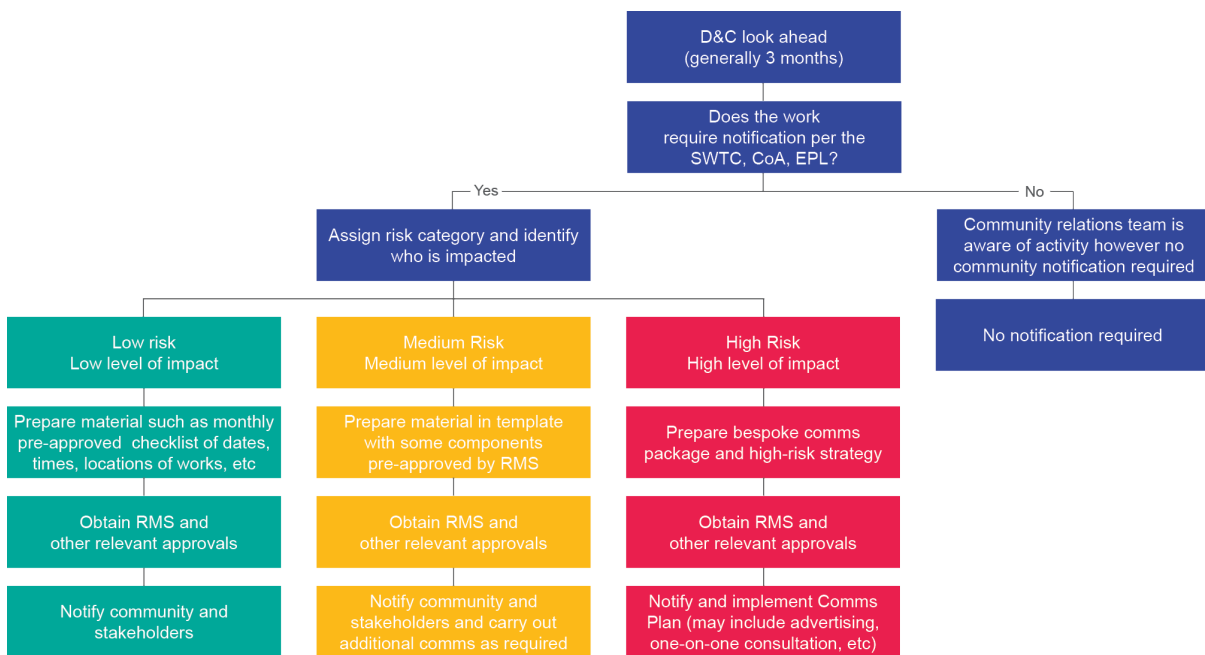 D&C look ahead
(generally 3 months)
Does the work
require notification per the
SWTC, CoA, EPL?
Yes
No
Assign risk category and identify
who is impacted
Community relations team is
aware of activity however no
community notification required
Low risk
Low level of impact
Medium Risk
Medium level of impact
High Risk
High level of impact
No notification required
Prepare material such as monthly
pre-approved checklist of dates,
times, locations of works, etc
Prepare material in template
with some components
pre-approved by RMS
Prepare bespoke comms
package and high-risk strategy
Obtain RMS and
other relevant approvals
Obtain RMS and
other relevant approvals
Obtain RMS and
other relevant approvals
Notify community and
stakeholders
Notify community and
stakeholders and carry out
additional comms as required
Notify and implement Comms
Plan (may include advertising,
one-on-one consultation, etc)